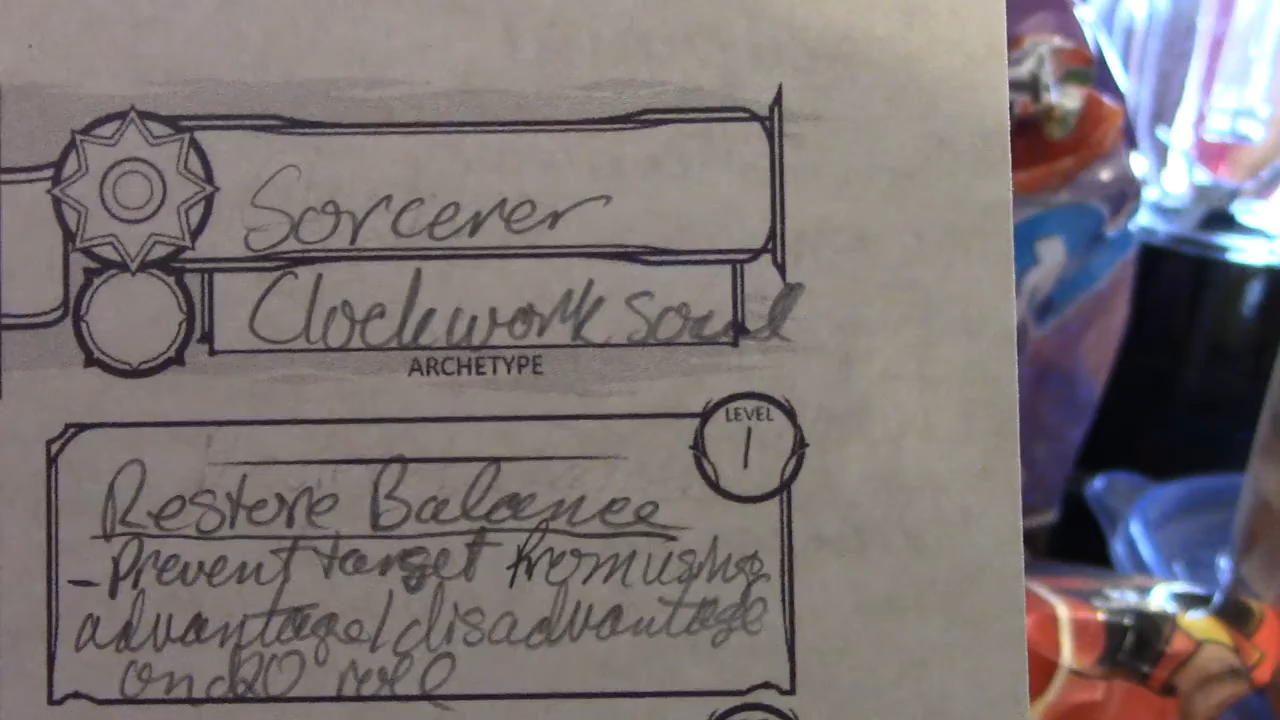 Sorcerer
Clockwork Soul
ARCHETYPE
LEVEL
1
Restore Balance
- Prevent target from using
advantage/disadvantage
on d20 roll